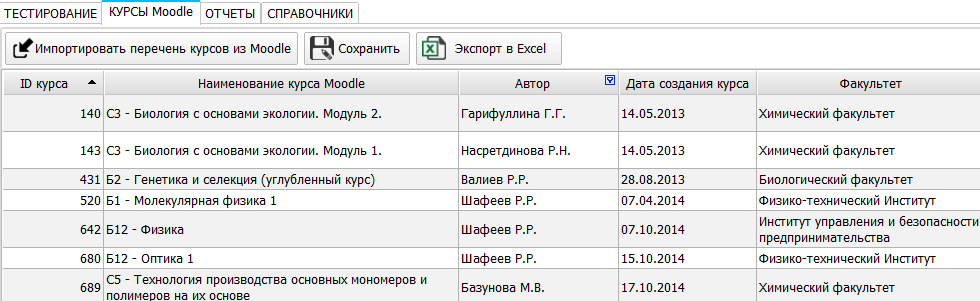 ТЕСТИРОВАНИЕ КУРСЫ Moodle ОТЧЕТЫ СПРАВОЧНИКИ
Импортировать перечень курсов из Moodle Сохранить Экспорт в Excel
ID курса Наименование курса Moodle Автор Дата создания курса Факультет
140 С3 - Биология с основами экологии. Модуль 2. Гарифуллина Г.Г. 14.05.2013 Химический факультет
143 С3 - Биология с основами экологии. Модуль 1. Насретдинова Р.Н. 14.05.2013 Химический факультет
431 Б2 - Генетика и селекция (углубленный курс) Валиев Р.Р. 28.08.2013 Биологический факультет
520 Б1 - Молекулярная физика 1 Шафеев Р.Р. 07.04.2014 Физико-технический Институт
642 Б12 - Физика Шафеев Р.Р. 07.10.2014 Институт управления и безопасности
предпринимательства
680 Б12 - Оптика 1 Шафеев Р.Р. 15.10.2014 Физико-технический Институт
689 С5 - Технология производства основных мономеров и
полимеров на их основе Базунова М.В. 17.10.2014 Химический факультет